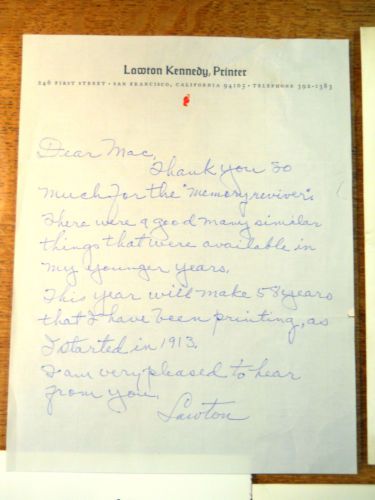 Lawton Kennedy, Printer
246 FIRST STREET · SAN FRANCISCO, CALIFORNIA 94105 · TELEPHONE 392-1383
Dear Mac,
Thank you so
much for the "memory reviver".
There were a good many similar
things that were available in
my younger years.
This year will make 58 years
that I have been printing, as
I started in 1913.
I am very pleased to hear
from you.
Lawton